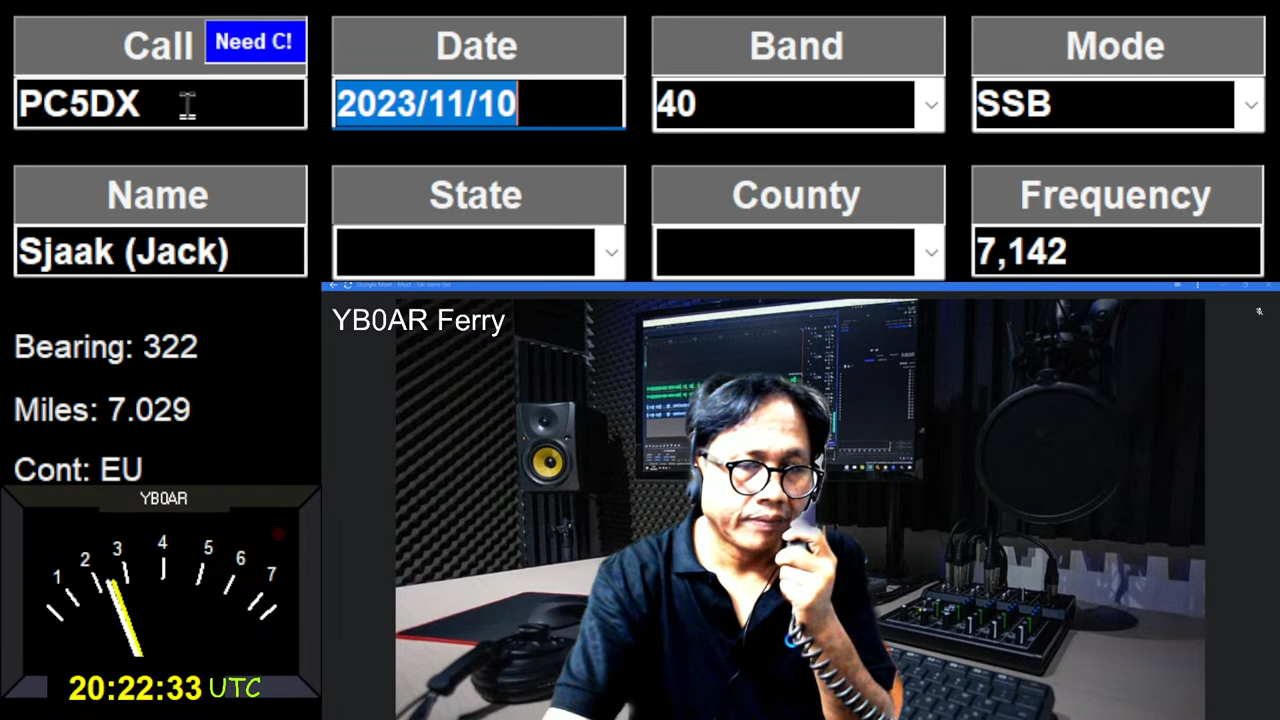 Call Need C!
Date
Band
Mode
PC5DX
2023/11/10
40
SSB
Name
State
County
Frequency
Sjaak (Jack)
7,142
YB0AR Ferry
Bearing: 322
Miles: 7.029
Cont: EU
YB0AR
1 2 3 4 5 6 7
20:22:33 UTC